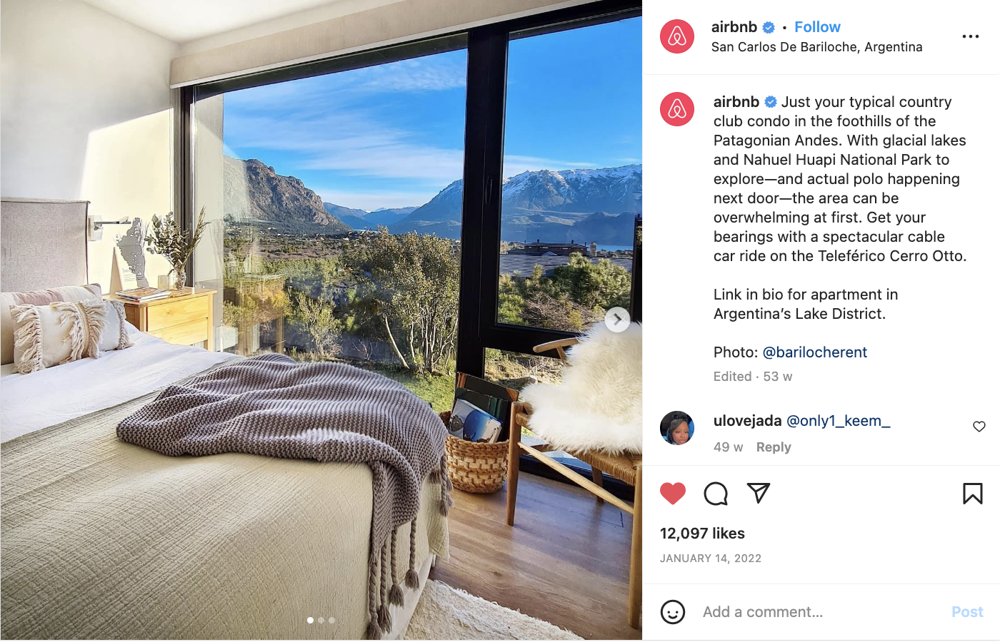 airbnb • Follow
San Carlos De Bariloche, Argentina
airbnb Just your typical country
club condo in the foothills of the
Patagonian Andes. With glacial lakes
and Nahuel Huapi National Park to
explore—and actual polo happening
next door—the area can be
overwhelming at first. Get your
bearings with a spectacular cable
car ride on the Teleférico Cerro Otto.
Link in bio for apartment in
Argentina’s Lake District.
Photo: @barilocherent
Edited · 53 w
ulovejada @only1_keem_
49 w Reply
12,097 likes
JANUARY 14, 2022
Add a comment... Post